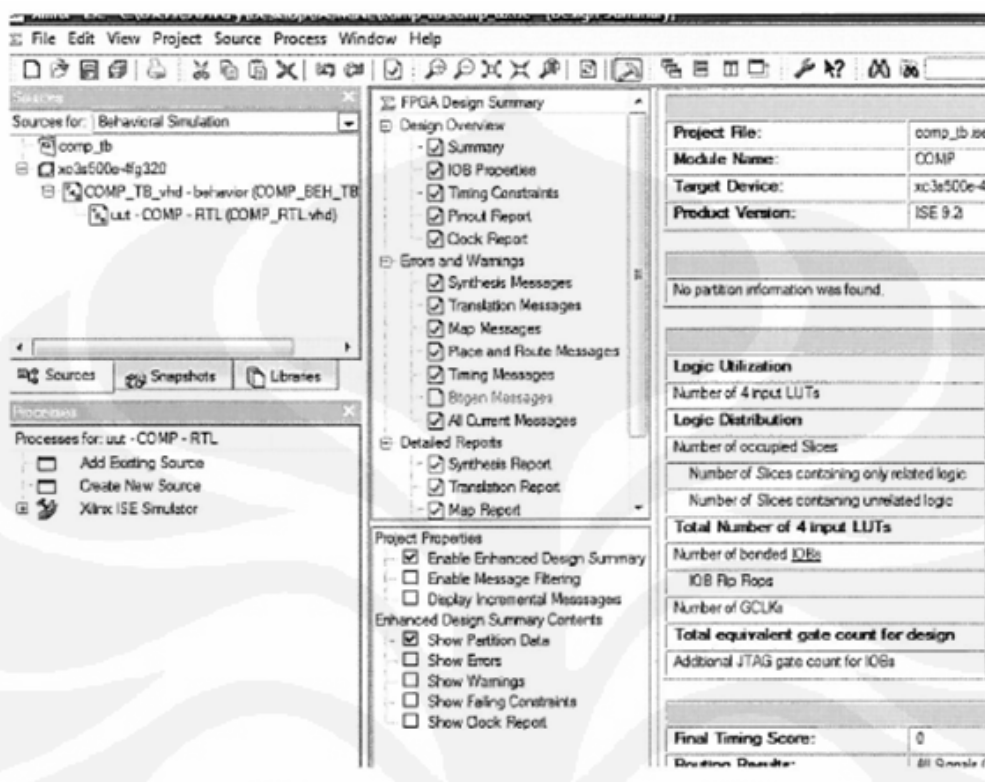 File Edit View Project Source Process Window Help
Sources
Sources for: Behavioral Simulation
comp_tb
xc3s500e-4fg320
COMP_TB_vhd - behavior (COMP_BEH_TB
uut - COMP - RTL (COMP_RTL.vhd)
Sources Snapshots Libraries
Processes
Processes for: uut - COMP - RTL
Add Existing Source
Create New Source
Xilinx ISE Simulator
FPGA Design Summary
Design Overview
Summary
IOB Properties
Timing Constraints
Pinout Report
Clock Report
Errors and Warnings
Synthesis Messages
Translation Messages
Map Messages
Place and Route Messages
Timing Messages
Bitgen Messages
All Current Messages
Detailed Reports
Synthesis Report
Translation Report
Map Report
Project Properties
Enable Enhanced Design Summary
Enable Message Filtering
Display Incremental Messsages
Enhanced Design Summary Contents
Show Partition Data
Show Errors
Show Warnings
Show Failing Constraints
Show Clock Report
Project File: comp_tb.ise
Module Name: COMP
Target Device: xc3s500e-4
Product Version: ISE 9.2i
No partition information was found.
Logic Utilization
Number of 4 input LUTs
Logic Distribution
Number of occupied Slices
Number of Slices containing only related logic
Number of Slices containing unrelated logic
Total Number of 4 input LUTs
Number of bonded IOBs
IOB Flip Flops
Number of GCLKs
Total equivalent gate count for design
Additional JTAG gate count for IOBs
Final Timing Score: 0
Routing Results: All Signals